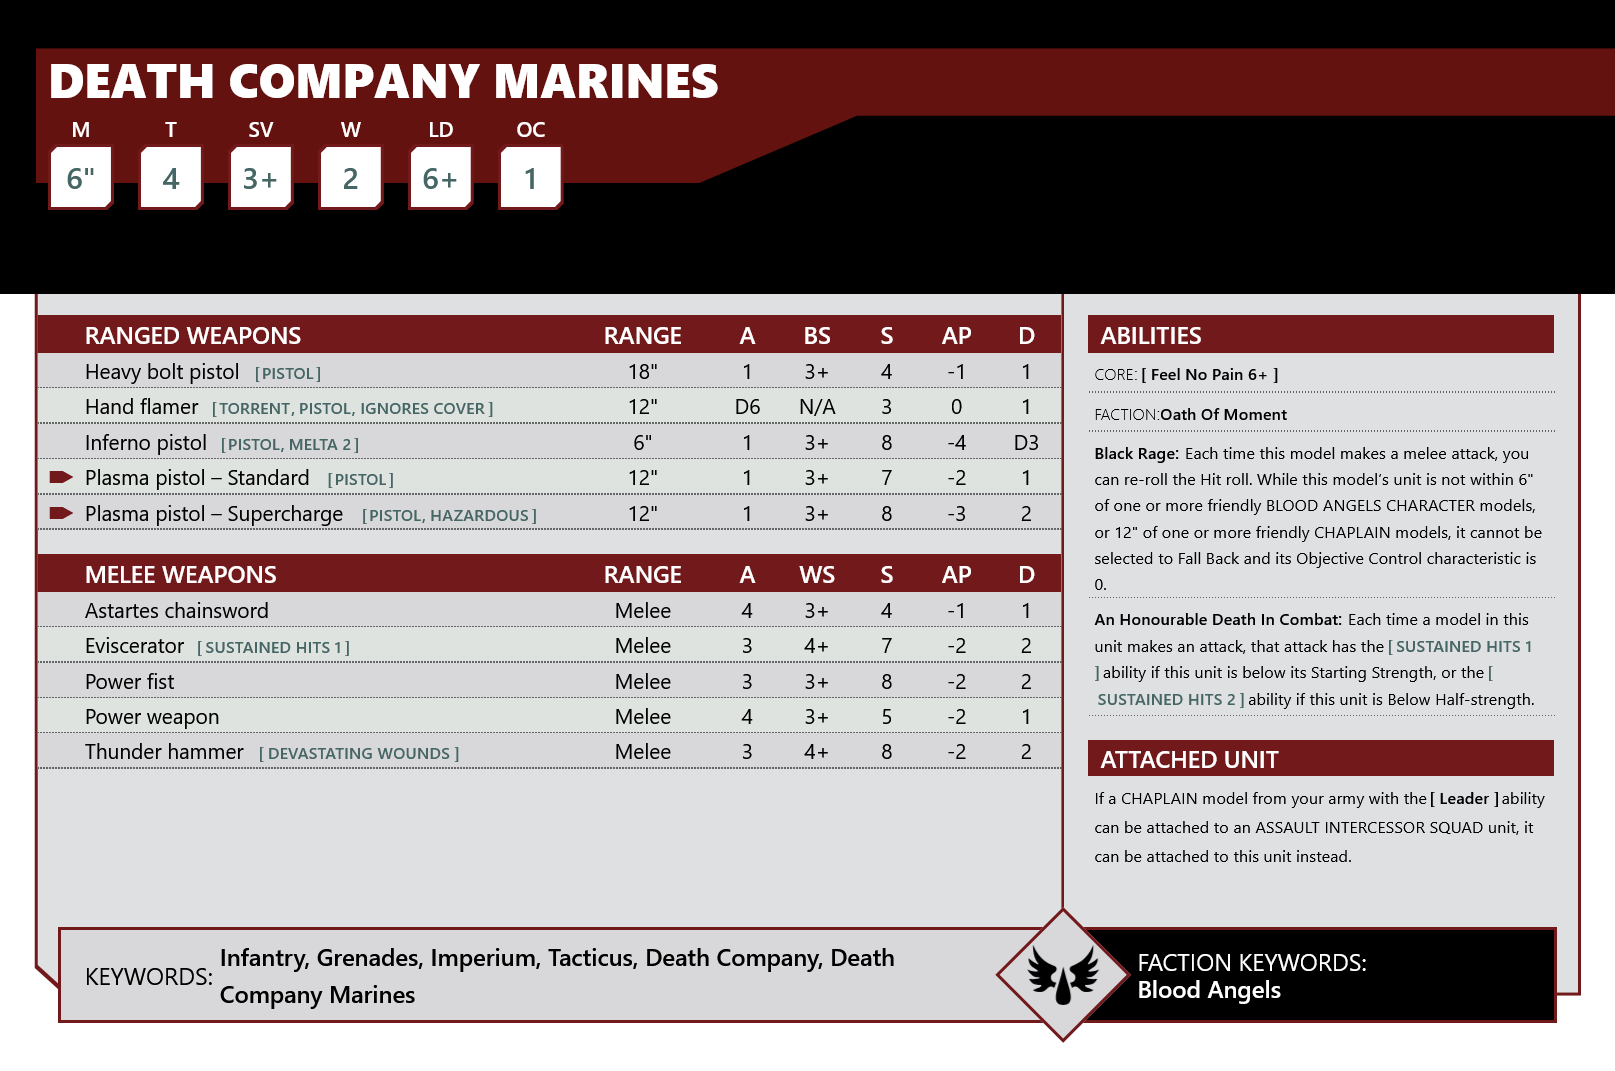 DEATH COMPANY MARINES
M T SV W LD OC
6" 4 3+ 2 6+ 1
RANGED WEAPONS RANGE A BS S AP D
Heavy bolt pistol [PISTOL] 18" 1 3+ 4 -1 1
Hand flamer [TORRENT, PISTOL, IGNORES COVER] 12" D6 N/A 3 0 1
Inferno pistol [PISTOL, MELTA 2] 6" 1 3+ 8 -4 D3
Plasma pistol – Standard [PISTOL] 12" 1 3+ 7 -2 1
Plasma pistol – Supercharge [PISTOL, HAZARDOUS] 12" 1 3+ 8 -3 2
MELEE WEAPONS RANGE A WS S AP D
Astartes chainsword Melee 4 3+ 4 -1 1
Eviscerator [SUSTAINED HITS 1] Melee 3 4+ 7 -2 2
Power fist Melee 3 3+ 8 -2 2
Power weapon Melee 4 3+ 5 -2 1
Thunder hammer [DEVASTATING WOUNDS] Melee 3 4+ 8 -2 2
ABILITIES
CORE: [ Feel No Pain 6+ ]
FACTION:Oath Of Moment
Black Rage: Each time this model makes a melee attack, you
can re-roll the Hit roll. While this model's unit is not within 6"
of one or more friendly BLOOD ANGELS CHARACTER models,
or 12" of one or more friendly CHAPLAIN models, it cannot be
selected to Fall Back and its Objective Control characteristic is
0.
An Honourable Death In Combat: Each time a model in this
unit makes an attack, that attack has the [ SUSTAINED HITS 1
] ability if this unit is below its Starting Strength, or the [
SUSTAINED HITS 2 ] ability if this unit is Below Half-strength.
ATTACHED UNIT
If a CHAPLAIN model from your army with the [ Leader ] ability
can be attached to an ASSAULT INTERCESSOR SQUAD unit, it
can be attached to this unit instead.
KEYWORDS: Infantry, Grenades, Imperium, Tacticus, Death Company, Death
Company Marines
FACTION KEYWORDS:
Blood Angels